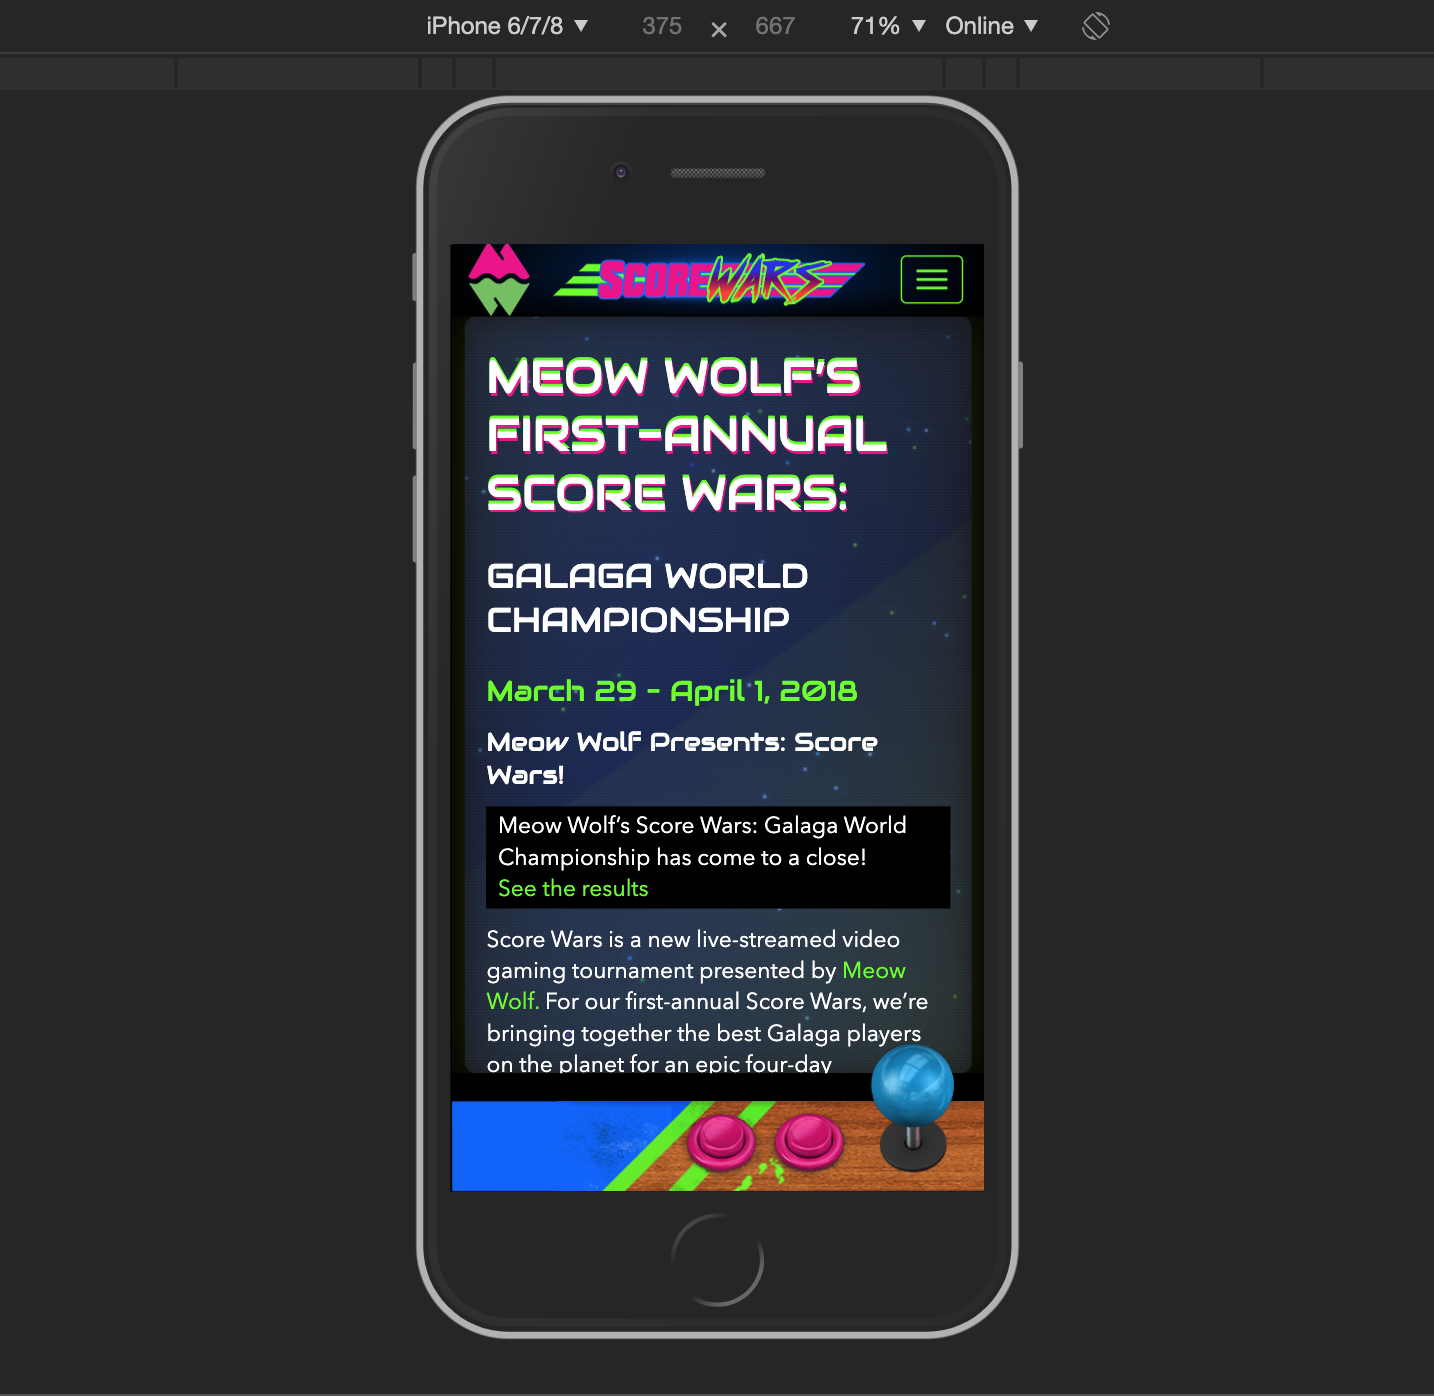 iPhone 6/7/8 ▼ 375 × 667 71% ▼ Online ▼
SCORE WARS
MEOW WOLF’S
FIRST-ANNUAL
SCORE WARS:
GALAGA WORLD
CHAMPIONSHIP
March 29 - April 1, 2018
Meow Wolf Presents: Score
Wars!
Meow Wolf’s Score Wars: Galaga World
Championship has come to a close!
See the results
Score Wars is a new live-streamed video
gaming tournament presented by Meow
Wolf. For our first-annual Score Wars, we’re
bringing together the best Galaga players
on the planet for an epic four-day